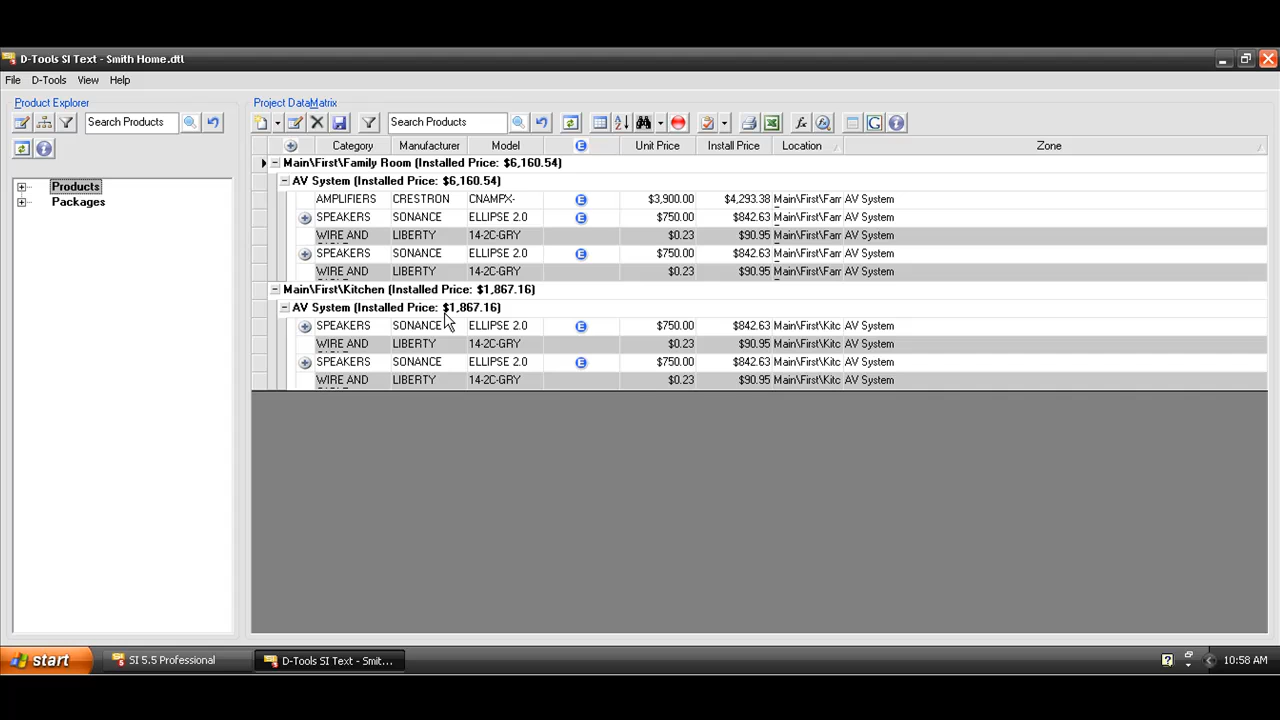 D-Tools SI Text - Smith Home.dtl
File D-Tools View Help
Product Explorer
Project DataMatrix
Search Products
Search Products
Category Manufacturer Model E Unit Price Install Price Location Zone
Products
Packages
Main\First\Family Room (Installed Price: $6,160.54)
AV System (Installed Price: $6,160.54)
AMPLIFIERS CRESTRON CNAMPX- E $3,900.00 $4,293.38 Main\First\Fam AV System
SPEAKERS SONANCE ELLIPSE 2.0 E $750.00 $842.63 Main\First\Fam AV System
WIRE AND LIBERTY 14-2C-GRY $0.23 $90.95 Main\First\Fam AV System
SPEAKERS SONANCE ELLIPSE 2.0 E $750.00 $842.63 Main\First\Fam AV System
WIRE AND LIBERTY 14-2C-GRY $0.23 $90.95 Main\First\Fam AV System
Main\First\Kitchen (Installed Price: $1,867.16)
AV System (Installed Price: $1,867.16)
SPEAKERS SONANCE ELLIPSE 2.0 E $750.00 $842.63 Main\First\Kitc AV System
WIRE AND LIBERTY 14-2C-GRY $0.23 $90.95 Main\First\Kitc AV System
SPEAKERS SONANCE ELLIPSE 2.0 E $750.00 $842.63 Main\First\Kitc AV System
WIRE AND LIBERTY 14-2C-GRY $0.23 $90.95 Main\First\Kitc AV System
start SI 5.5 Professional D-Tools SI Text - Smit... 10:58 AM